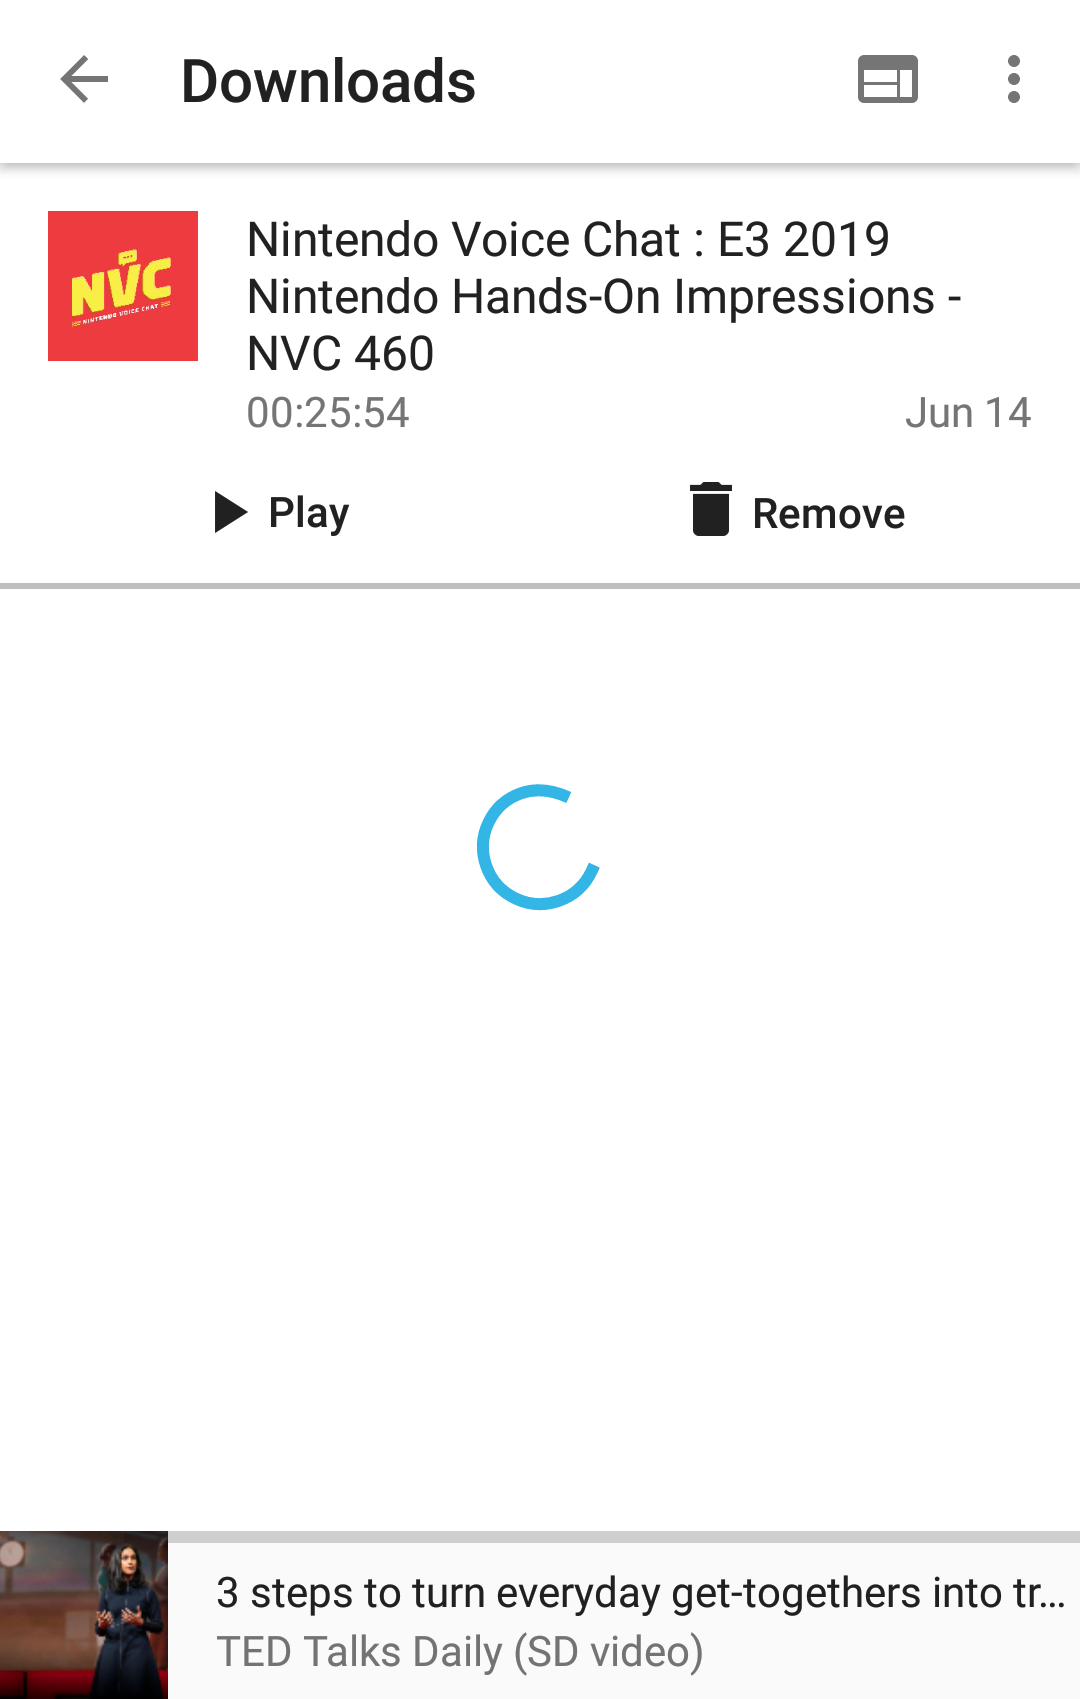 Downloads
NVC
NINTENDO VOICE CHAT
Nintendo Voice Chat : E3 2019
Nintendo Hands-On Impressions -
NVC 460
00:25:54
Jun 14
Play
Remove
3 steps to turn everyday get-togethers into tr...
TED Talks Daily (SD video)